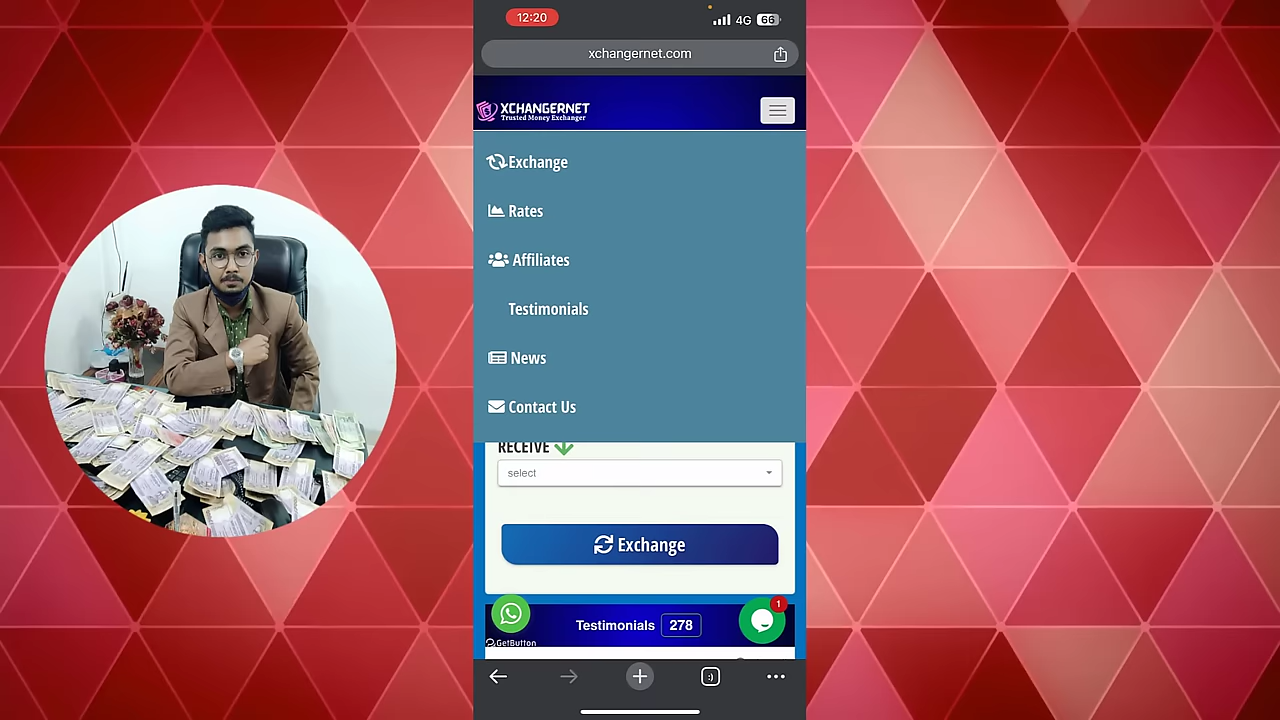 12:20
4G 66
xchangernet.com
XCHANGERNET
Trusted Money Exchanger
Exchange
Rates
Affiliates
Testimonials
News
Contact Us
RECEIVE
select
Exchange
1
Testimonials 278
GetButton
:)